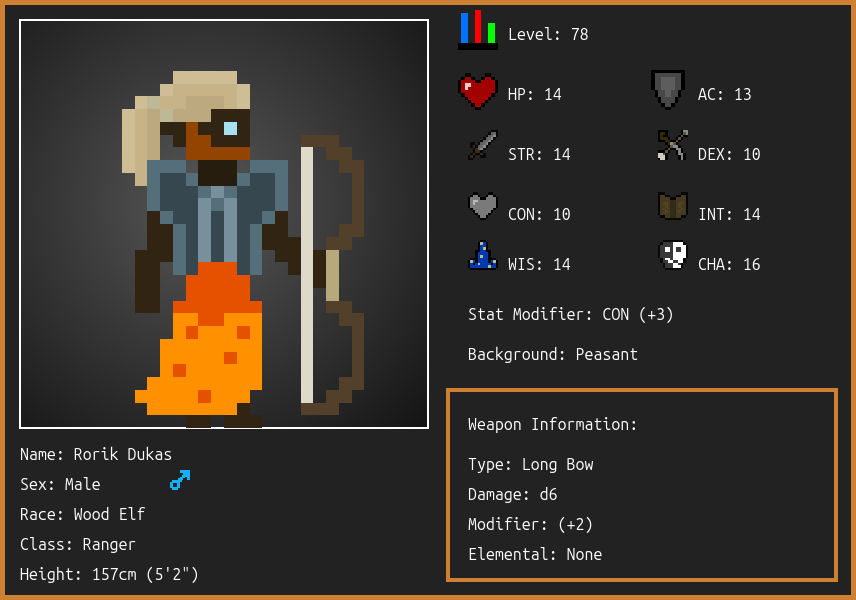 Level: 78
HP: 14
AC: 13
STR: 14
DEX: 10
CON: 10
INT: 14
WIS: 14
CHA: 16
Stat Modifier: CON (+3)
Background: Peasant
Weapon Information:
Type: Long Bow
Damage: d6
Modifier: (+2)
Elemental: None
Name: Rorik Dukas
Sex: Male
Race: Wood Elf
Class: Ranger
Height: 157cm (5'2")